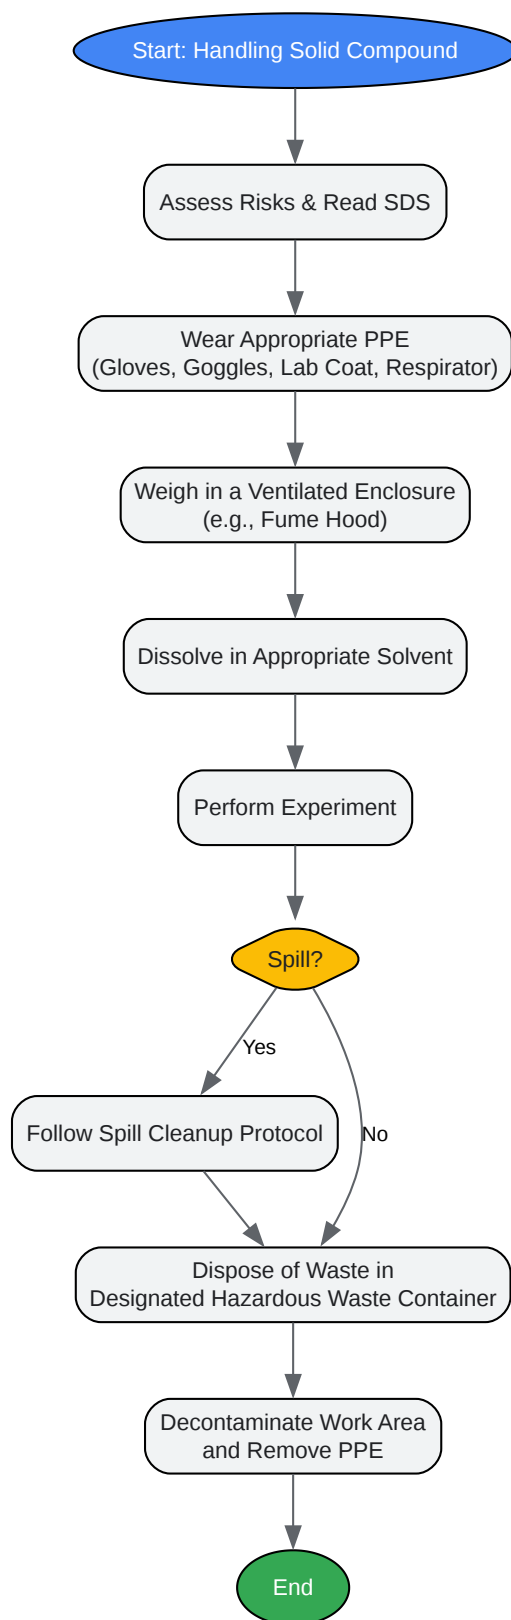 Start: Handling Solid Compound
Assess Risks & Read SDS
Wear Appropriate PPE
(Gloves, Goggles, Lab Coat, Respirator)
Weigh in a Ventilated Enclosure
(e.g., Fume Hood)
Dissolve in Appropriate Solvent
Perform Experiment
Spill?
Yes
Follow Spill Cleanup Protocol
No
Dispose of Waste in
Designated Hazardous Waste Container
Decontaminate Work Area
and Remove PPE
End